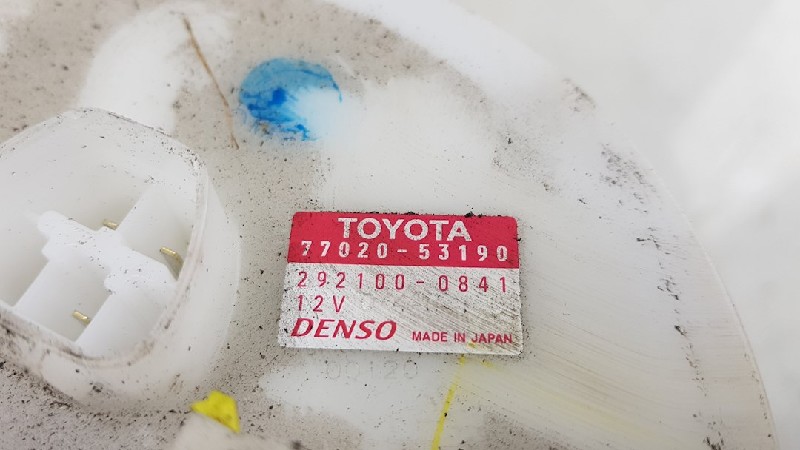 TOYOTA
77020-53190
292100-0841
12V
DENSO MADE IN JAPAN